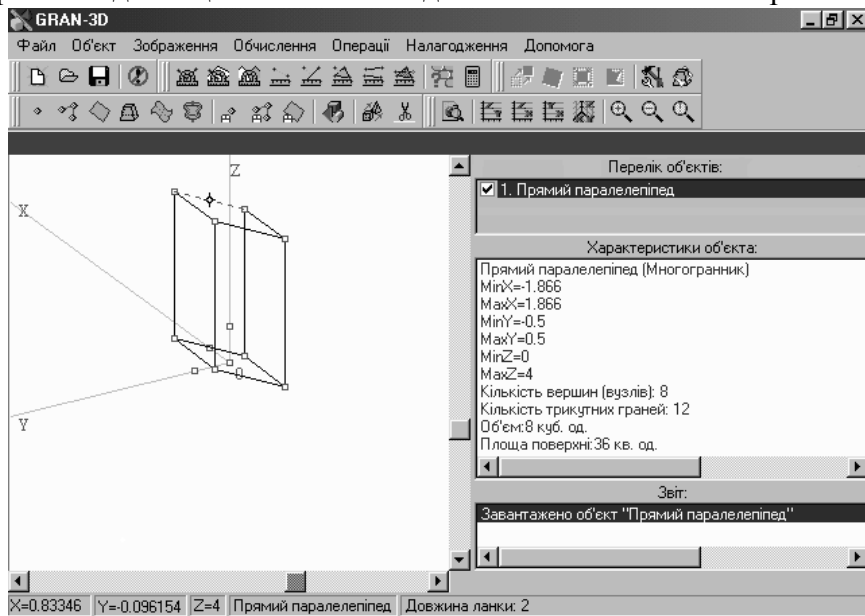 GRAN-3D
Файл Об'єкт Зображення Обчислення Операції Налагодження Допомога
Z
X
Y
0
Перелік об'єктів:
1. Прямий паралелепіпед
Характеристики об'єкта:
Прямий паралелепіпед (Многогранник)
MinX=-1.866
MaxX=1.866
MinY=-0.5
MaxY=0.5
MinZ=0
MaxZ=4
Кількість вершин (вузлів): 8
Кількість трикутних граней: 12
Об'єм:8 куб. од.
Площа поверхні:36 кв. од.
Звіт:
Завантажено об'єкт "Прямий паралелепіпед"
X=0.83346 Y=-0.096154 Z=4 Прямий паралелепіпед Довжина ланки: 2